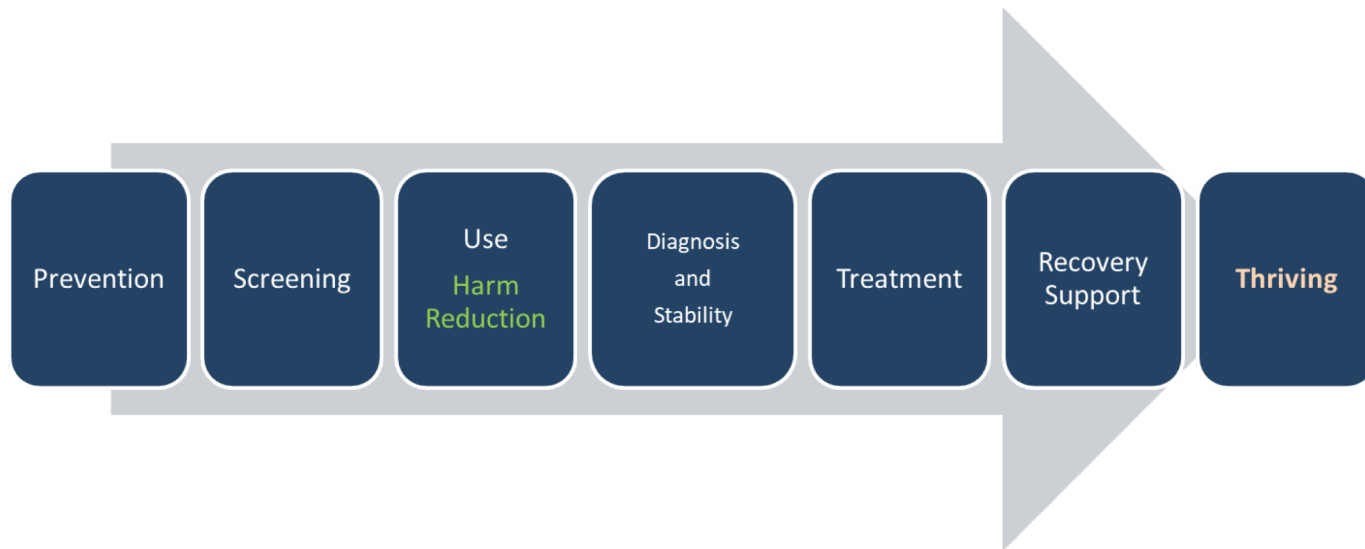 Prevention
Screening
Use
Harm
Reduction
Diagnosis
and
Stability
Treatment
Recovery
Support
Thriving